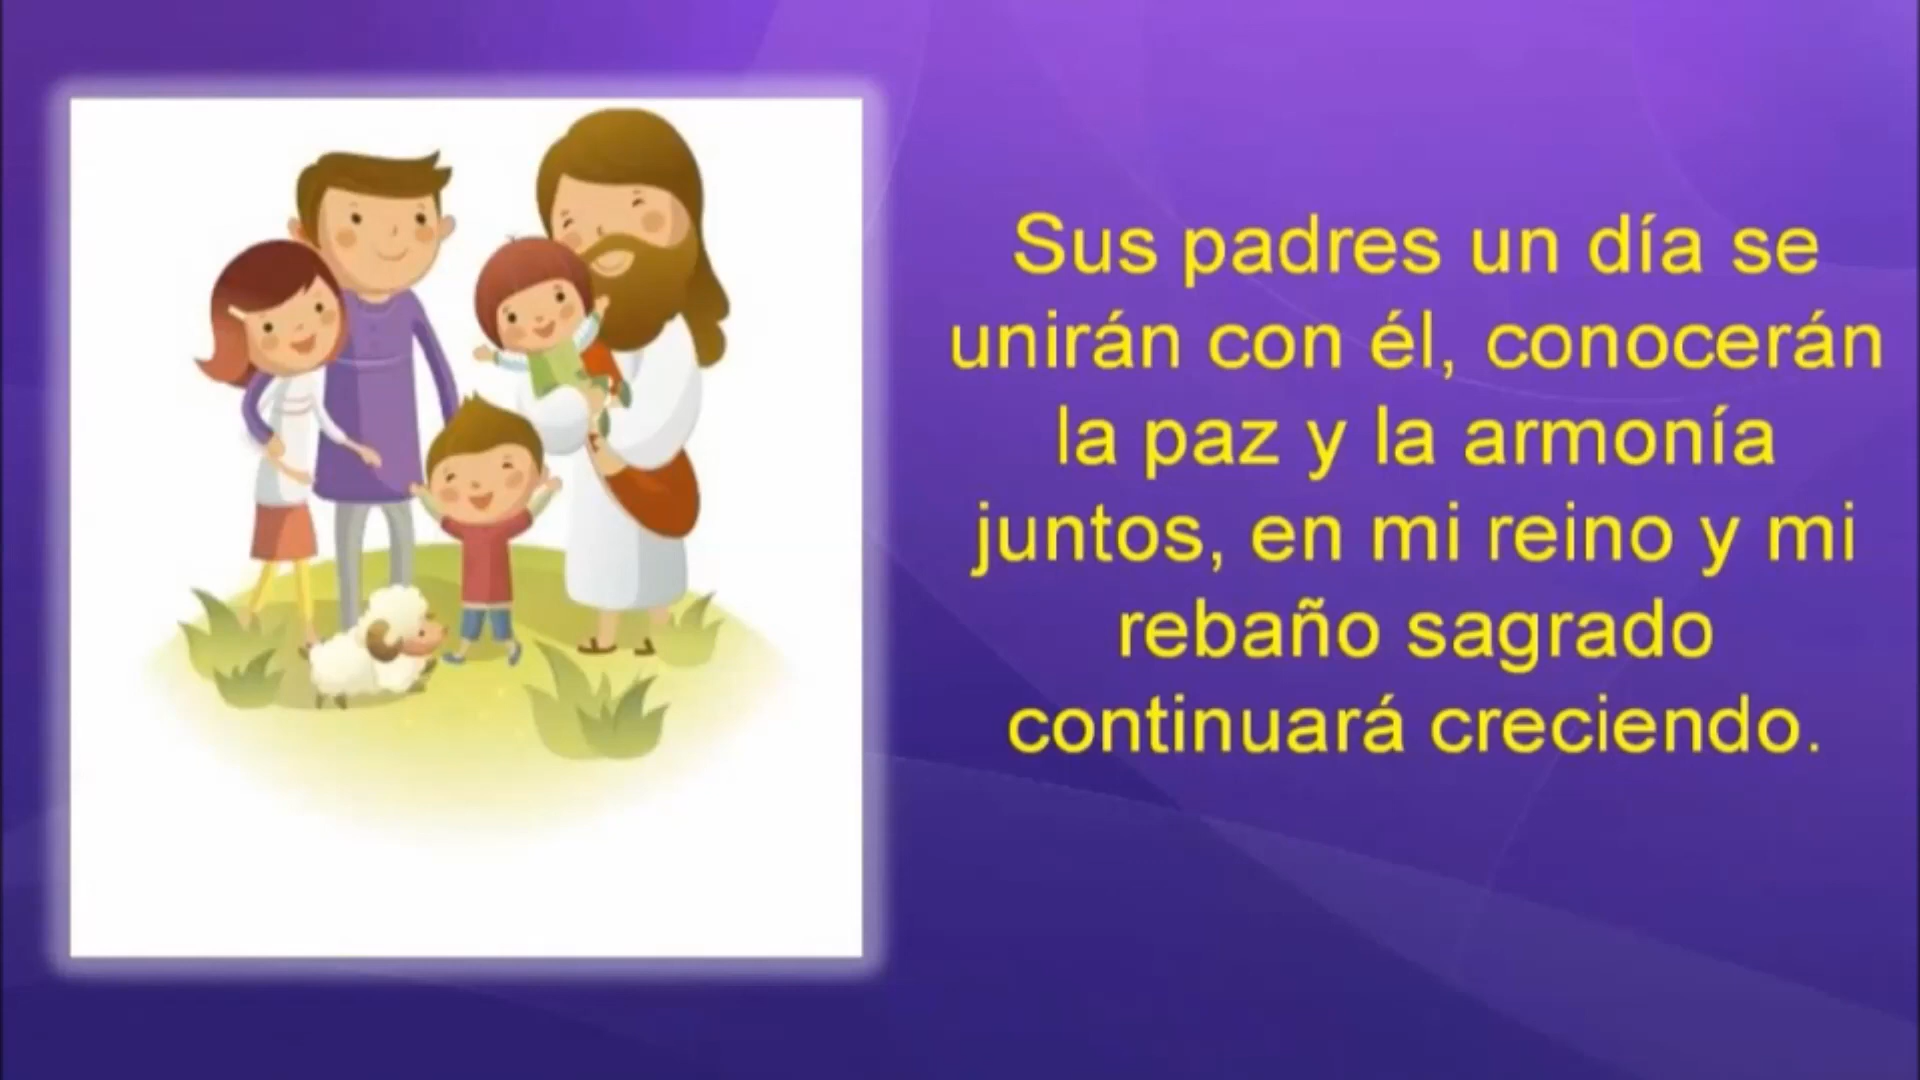 Sus padres un día se
unirán con él, conocerán
la paz y la armonía
juntos, en mi reino y mi
rebaño sagrado
continuará creciendo.